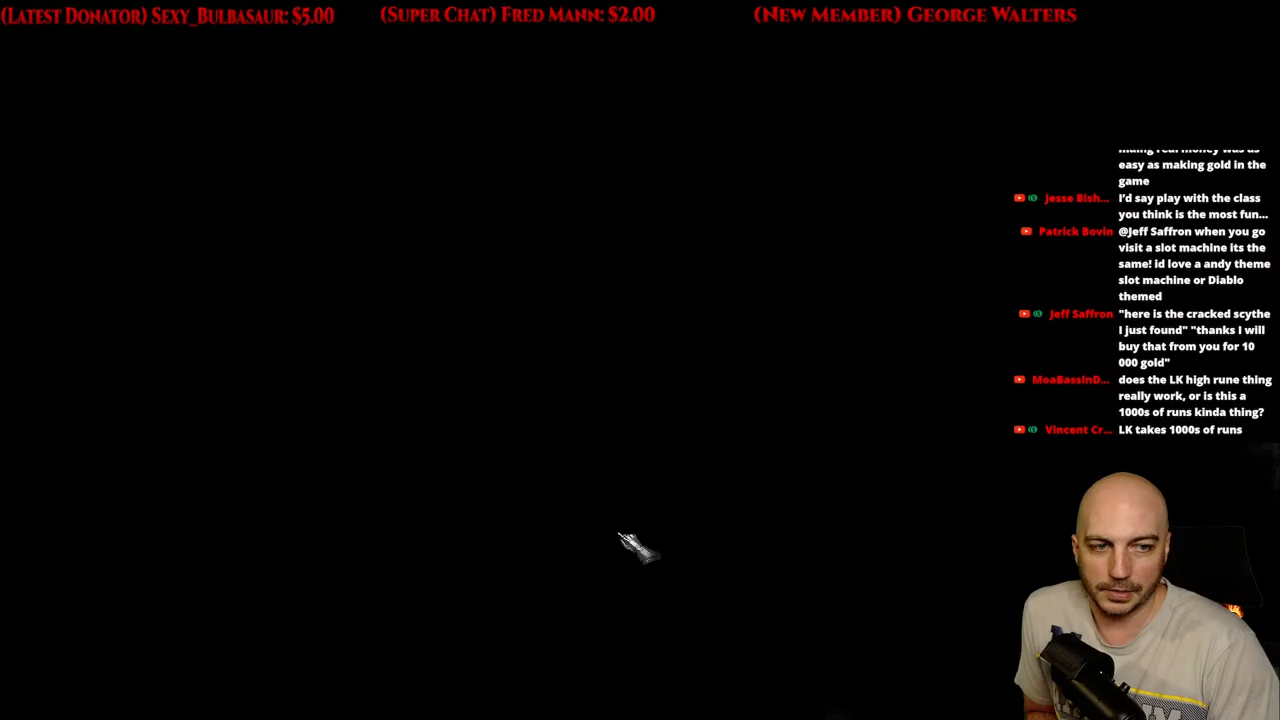 (Latest Donator) Sexy_Bulbasaur: $5.00
(Super Chat) Fred Mann: $2.00
(New Member) George Walters
easy as making gold in the
game
Jesse Bish... I'd say play with the class
you think is the most fun...
Patrick Bovin @Jeff Saffron when you go
visit a slot machine its the
same! id love a andy theme
slot machine or Diablo
themed
Jeff Saffron "here is the cracked scythe
I just found" "thanks I will
buy that from you for 10
000 gold"
MoaBassInD... does the LK high rune thing
really work, or is this a
1000s of runs kinda thing?
Vincent Cr... LK takes 1000s of runs